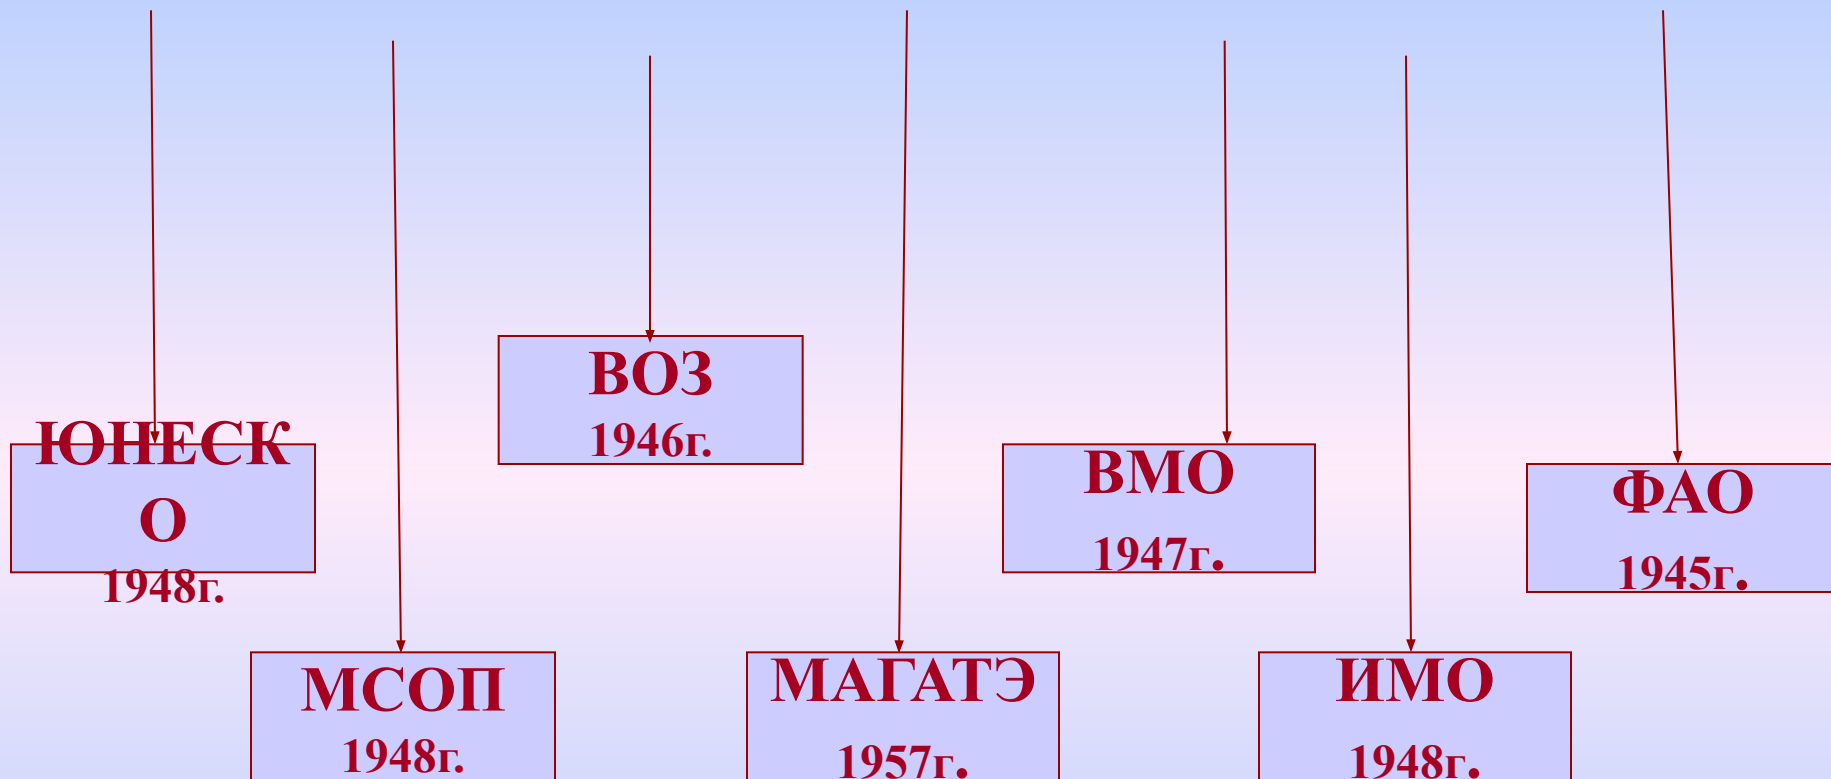 ЮНЕСК
О
1948г.
МСОП
1948г.
ВОЗ
1946г.
МАГАТЭ
1957г.
ВМО
1947г.
ИМО
1948г.
ФАО
1945г.